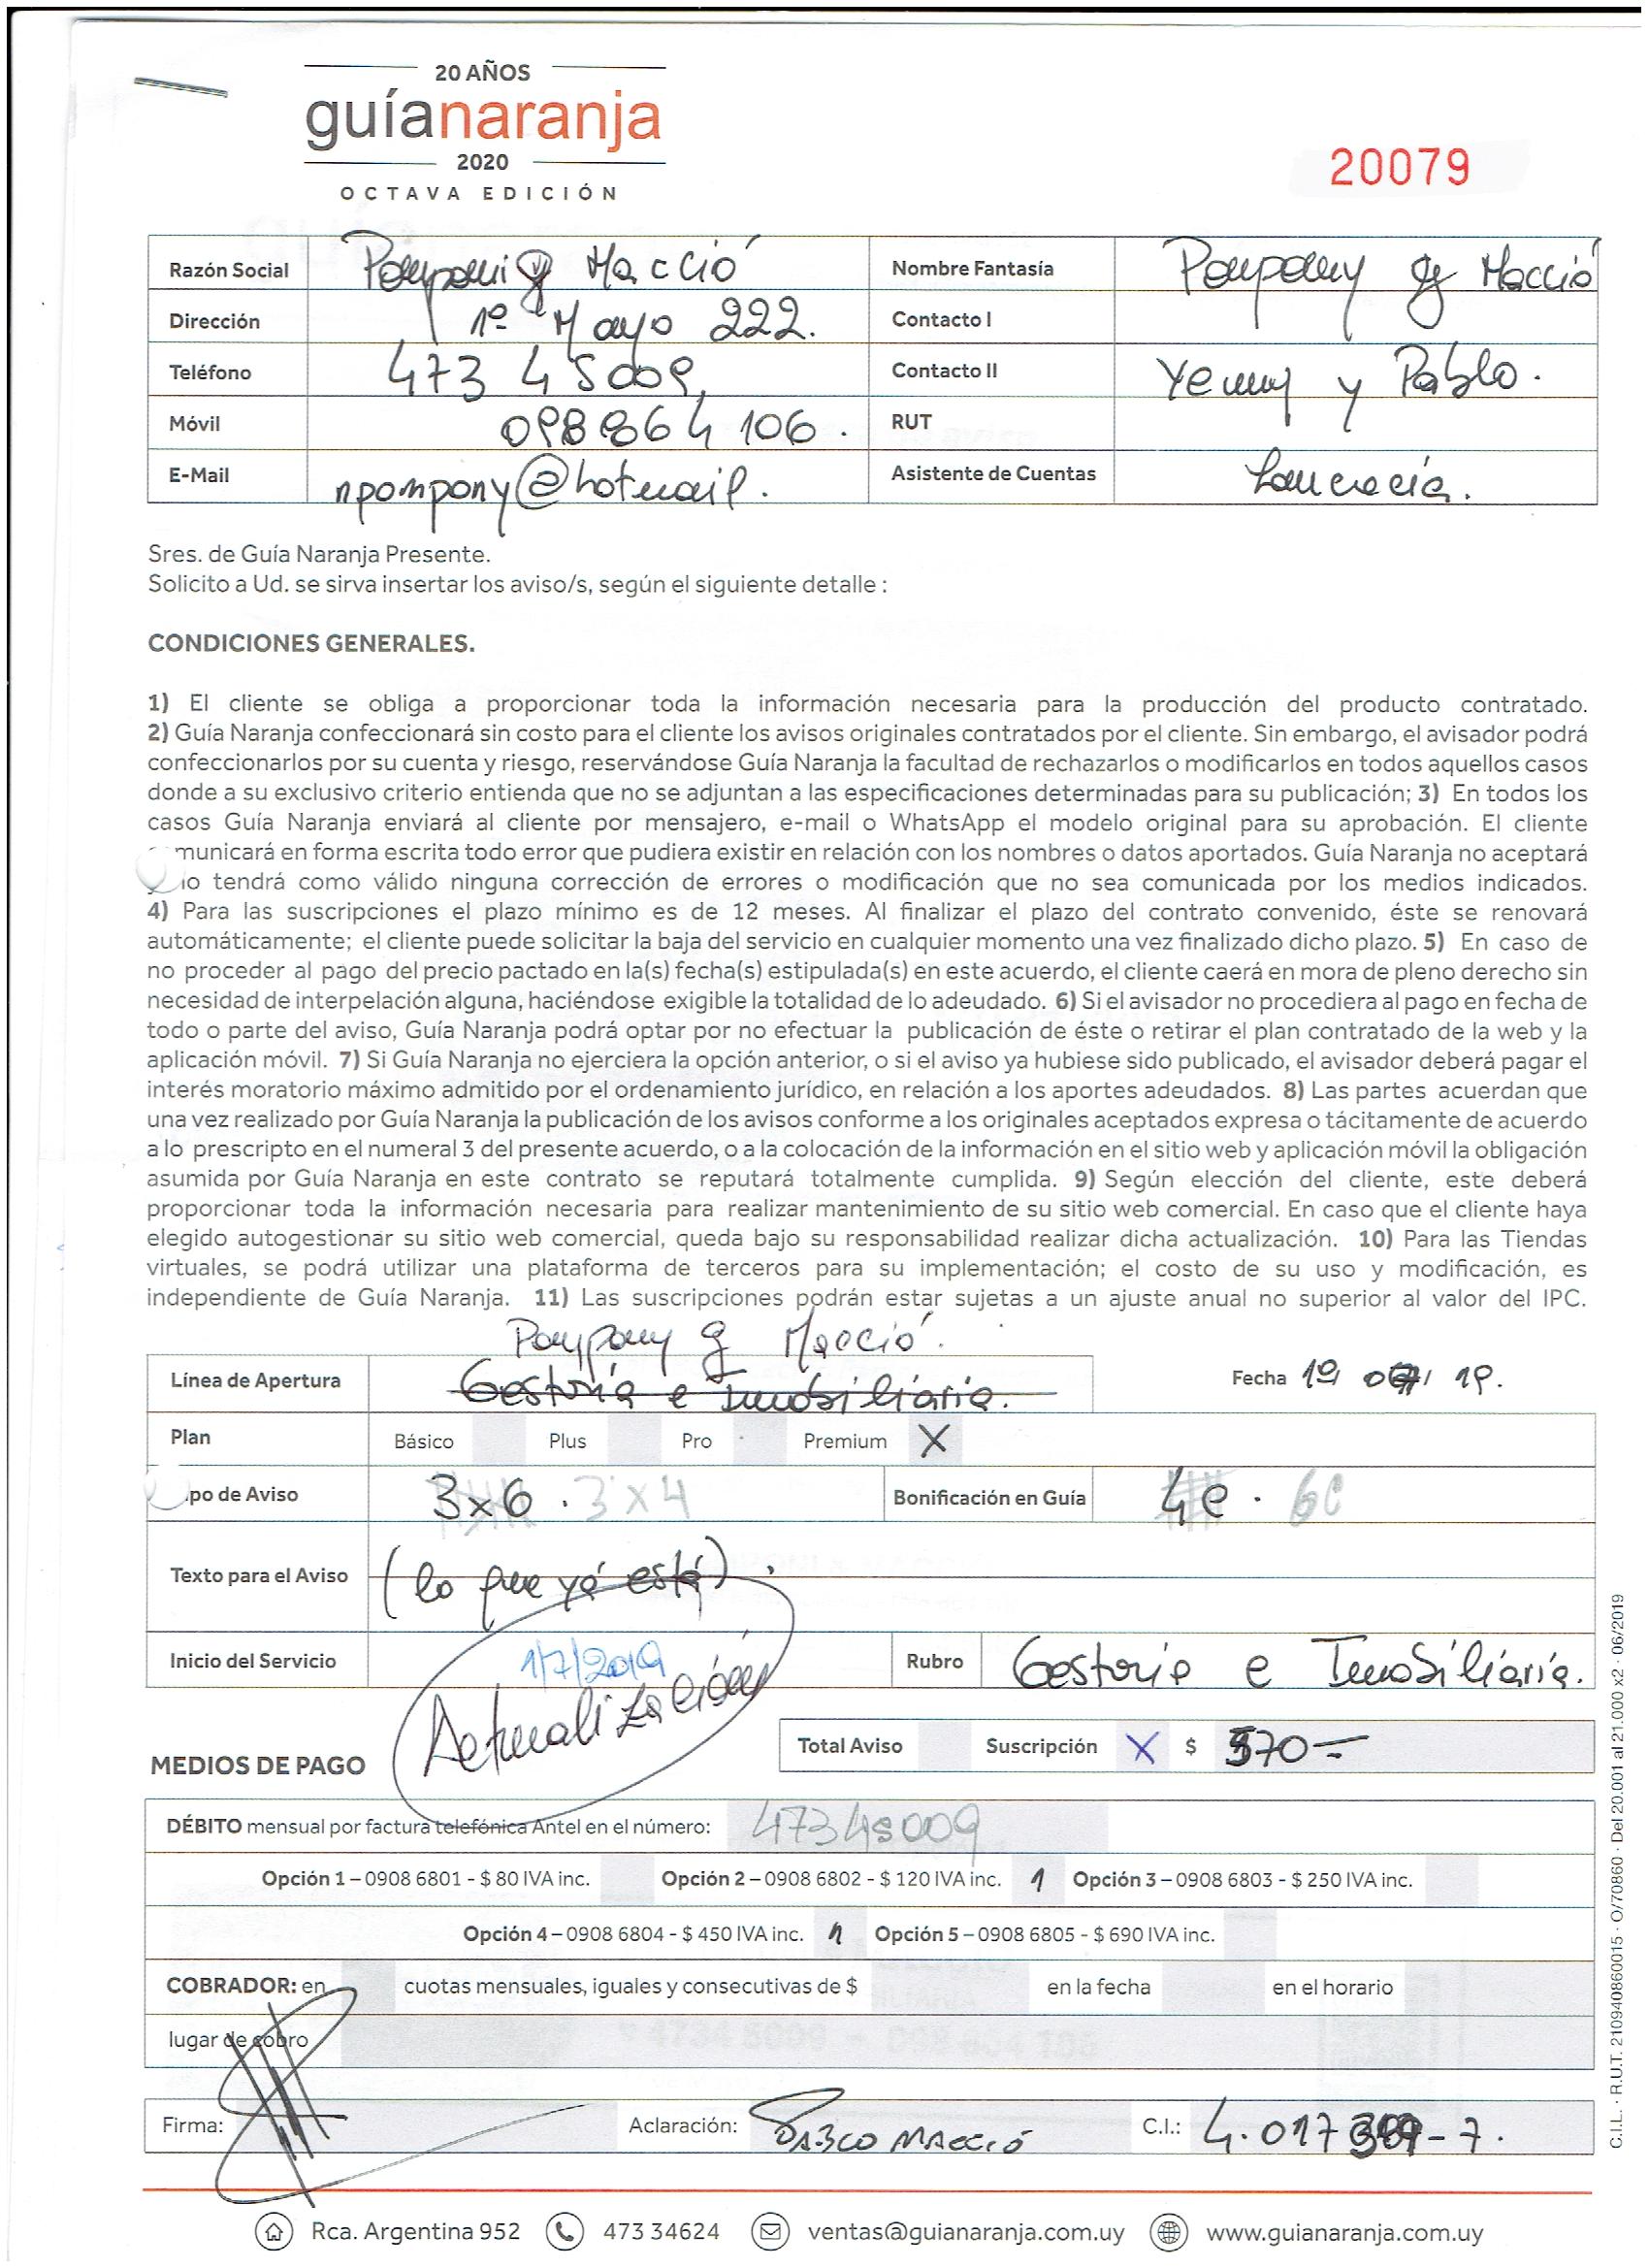 20 AÑOS
guíanaranja
2020
OCTAVA EDICIÓN
20079
Razón Social Pomponi y Macció Nombre Fantasía Pompony y Macció
Dirección 1º Mayo 222. Contacto I
Teléfono 473 45009 Contacto II Yenny y Pablo.
Móvil 098 864 106. RUT
E-Mail npompony@hotmail. Asistente de Cuentas
Sres. de Guía Naranja Presente.
Solicito a Ud. se sirva insertar los aviso/s, según el siguiente detalle :
CONDICIONES GENERALES.
1) El cliente se obliga a proporcionar toda la información necesaria para la producción del producto contratado.
2) Guía Naranja confeccionará sin costo para el cliente los avisos originales contratados por el cliente. Sin embargo, el avisador podrá
confeccionarlos por su cuenta y riesgo, reservándose Guía Naranja la facultad de rechazarlos o modificarlos en todos aquellos casos
donde a su exclusivo criterio entienda que no se adjuntan a las especificaciones determinadas para su publicación; 3) En todos los
casos Guía Naranja enviará al cliente por mensajero, e-mail o WhatsApp el modelo original para su aprobación. El cliente
municará en forma escrita todo error que pudiera existir en relación con los nombres o datos aportados. Guía Naranja no aceptará
y no tendrá como válido ninguna corrección de errores o modificación que no sea comunicada por los medios indicados.
4) Para las suscripciones el plazo mínimo es de 12 meses. Al finalizar el plazo del contrato convenido, éste se renovará
automáticamente; el cliente puede solicitar la baja del servicio en cualquier momento una vez finalizado dicho plazo. 5) En caso de
no proceder al pago del precio pactado en la(s) fecha(s) estipulada(s) en este acuerdo, el cliente caerá en mora de pleno derecho sin
necesidad de interpelación alguna, haciéndose exigible la totalidad de lo adeudado. 6) Si el avisador no procediera al pago en fecha de
todo o parte del aviso, Guía Naranja podrá optar por no efectuar la publicación de éste o retirar el plan contratado de la web y la
aplicación móvil. 7) Si Guía Naranja no ejerciera la opción anterior, o si el aviso ya hubiese sido publicado, el avisador deberá pagar el
interés moratorio máximo admitido por el ordenamiento jurídico, en relación a los aportes adeudados. 8) Las partes acuerdan que
una vez realizado por Guía Naranja la publicación de los avisos conforme a los originales aceptados expresa o tácitamente de acuerdo
a lo prescripto en el numeral 3 del presente acuerdo, o a la colocación de la información en el sitio web y aplicación móvil la obligación
asumida por Guía Naranja en este contrato se reputará totalmente cumplida. 9) Según elección del cliente, este deberá
proporcionar toda la información necesaria para realizar mantenimiento de su sitio web comercial. En caso que el cliente haya
elegido autogestionar su sitio web comercial, queda bajo su responsabilidad realizar dicha actualización. 10) Para las Tiendas
virtuales, se podrá utilizar una plataforma de terceros para su implementación; el costo de su uso y modificación, es
independiente de Guía Naranja. 11) Las suscripciones podrán estar sujetas a un ajuste anual no superior al valor del IPC.
Pompony y Macció.
Línea de Apertura Gestoría e Inmobiliaria. Fecha 19.
Plan Básico Plus Pro Premium X
po de Aviso 3x6 . 3x4 Bonificación en Guía 4c . 6c
Texto para el Aviso (lo que yá está).
Inicio del Servicio 1/7/2019 Rubro Gestoría e Inmobiliaria.
Actualización
Total Aviso Suscripción X $ 570
MEDIOS DE PAGO
DÉBITO mensual por factura telefónica Antel en el número: 47345009
Opción 1 – 0908 6801 - $ 80 IVA inc. Opción 2 – 0908 6802 - $ 120 IVA inc. 1 Opción 3 – 0908 6803 - $ 250 IVA inc.
Opción 4 – 0908 6804 - $ 450 IVA inc. 1 Opción 5 – 0908 6805 - $ 690 IVA inc.
COBRADOR: en cuotas mensuales, iguales y consecutivas de $ en la fecha en el horario
lugar de cobro
Firma: Aclaración: PABLO MACCIÓ C.I.: 4.017 -7.
Rca. Argentina 952 473 34624 ventas@guianaranja.com.uy www.guianaranja.com.uy
C.I.L. · R.U.T. 210940860015 · O/70860 · Del 20.001 al 21.000 x2 · 06/2019